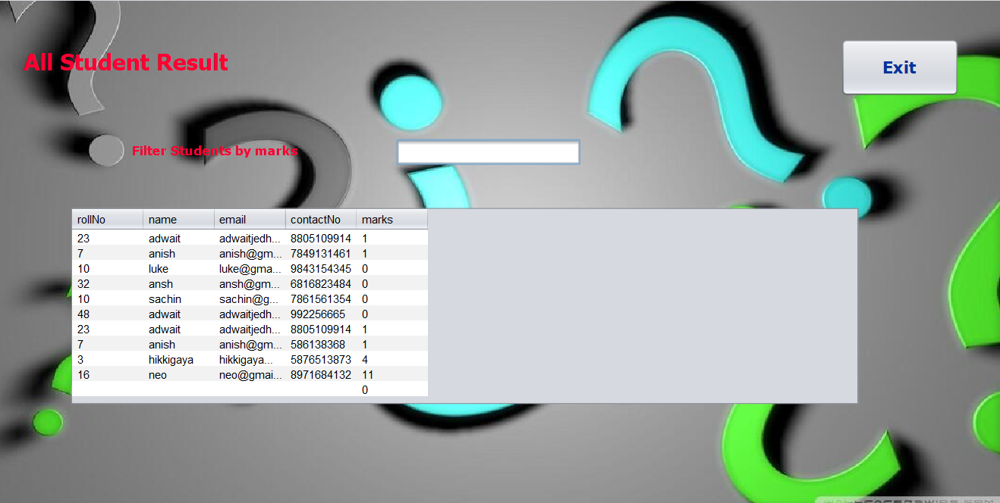 All Student Result
Exit
Filter Students by marks
rollNo name email contactNo marks
23 adwait adwaitjedh... 8805109914 1
7 anish anish@gm... 7849131461 1
10 luke luke@gma... 9843154345 0
32 ansh ansh@gm... 6816823484 0
10 sachin sachin@g... 7861561354 0
48 adwait adwaitjedh... 992256665 0
23 adwait adwaitjedh... 8805109914 1
7 anish anish@gm... 586138368 1
3 hikkigaya hikkigaya... 5876513873 4
16 neo neo@gmai... 8971684132 11
0